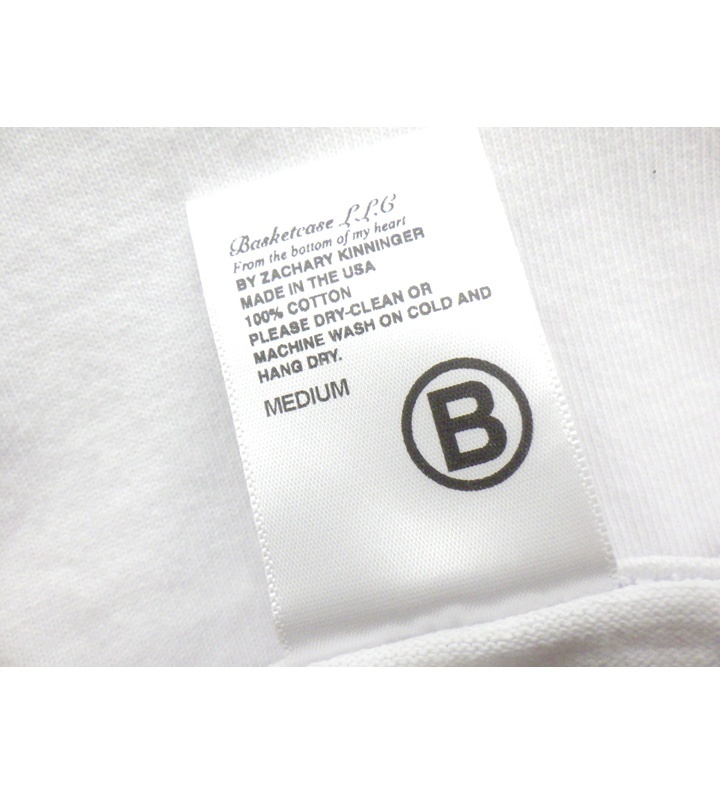 Basketcase LLC
From the bottom of my heart
BY ZACHARY KINNINGER
MADE IN THE USA
100% COTTON
PLEASE DRY-CLEAN OR
MACHINE WASH ON COLD AND
HANG DRY.
MEDIUM
B